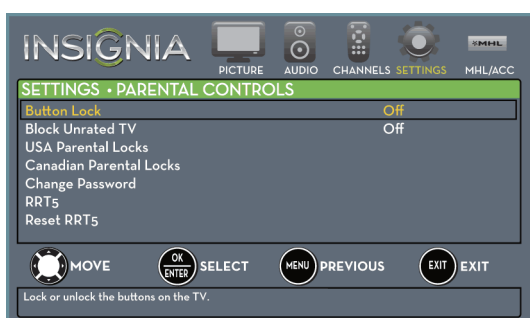 INSIGNIA
PICTURE AUDIO CHANNELS SETTINGS MHL/ACC
MHL
SETTINGS • PARENTAL CONTROLS
Button Lock Off
Block Unrated TV Off
USA Parental Locks
Canadian Parental Locks
Change Password
RRT5
Reset RRT5
MOVE OK ENTER SELECT MENU PREVIOUS EXIT EXIT
Lock or unlock the buttons on the TV.